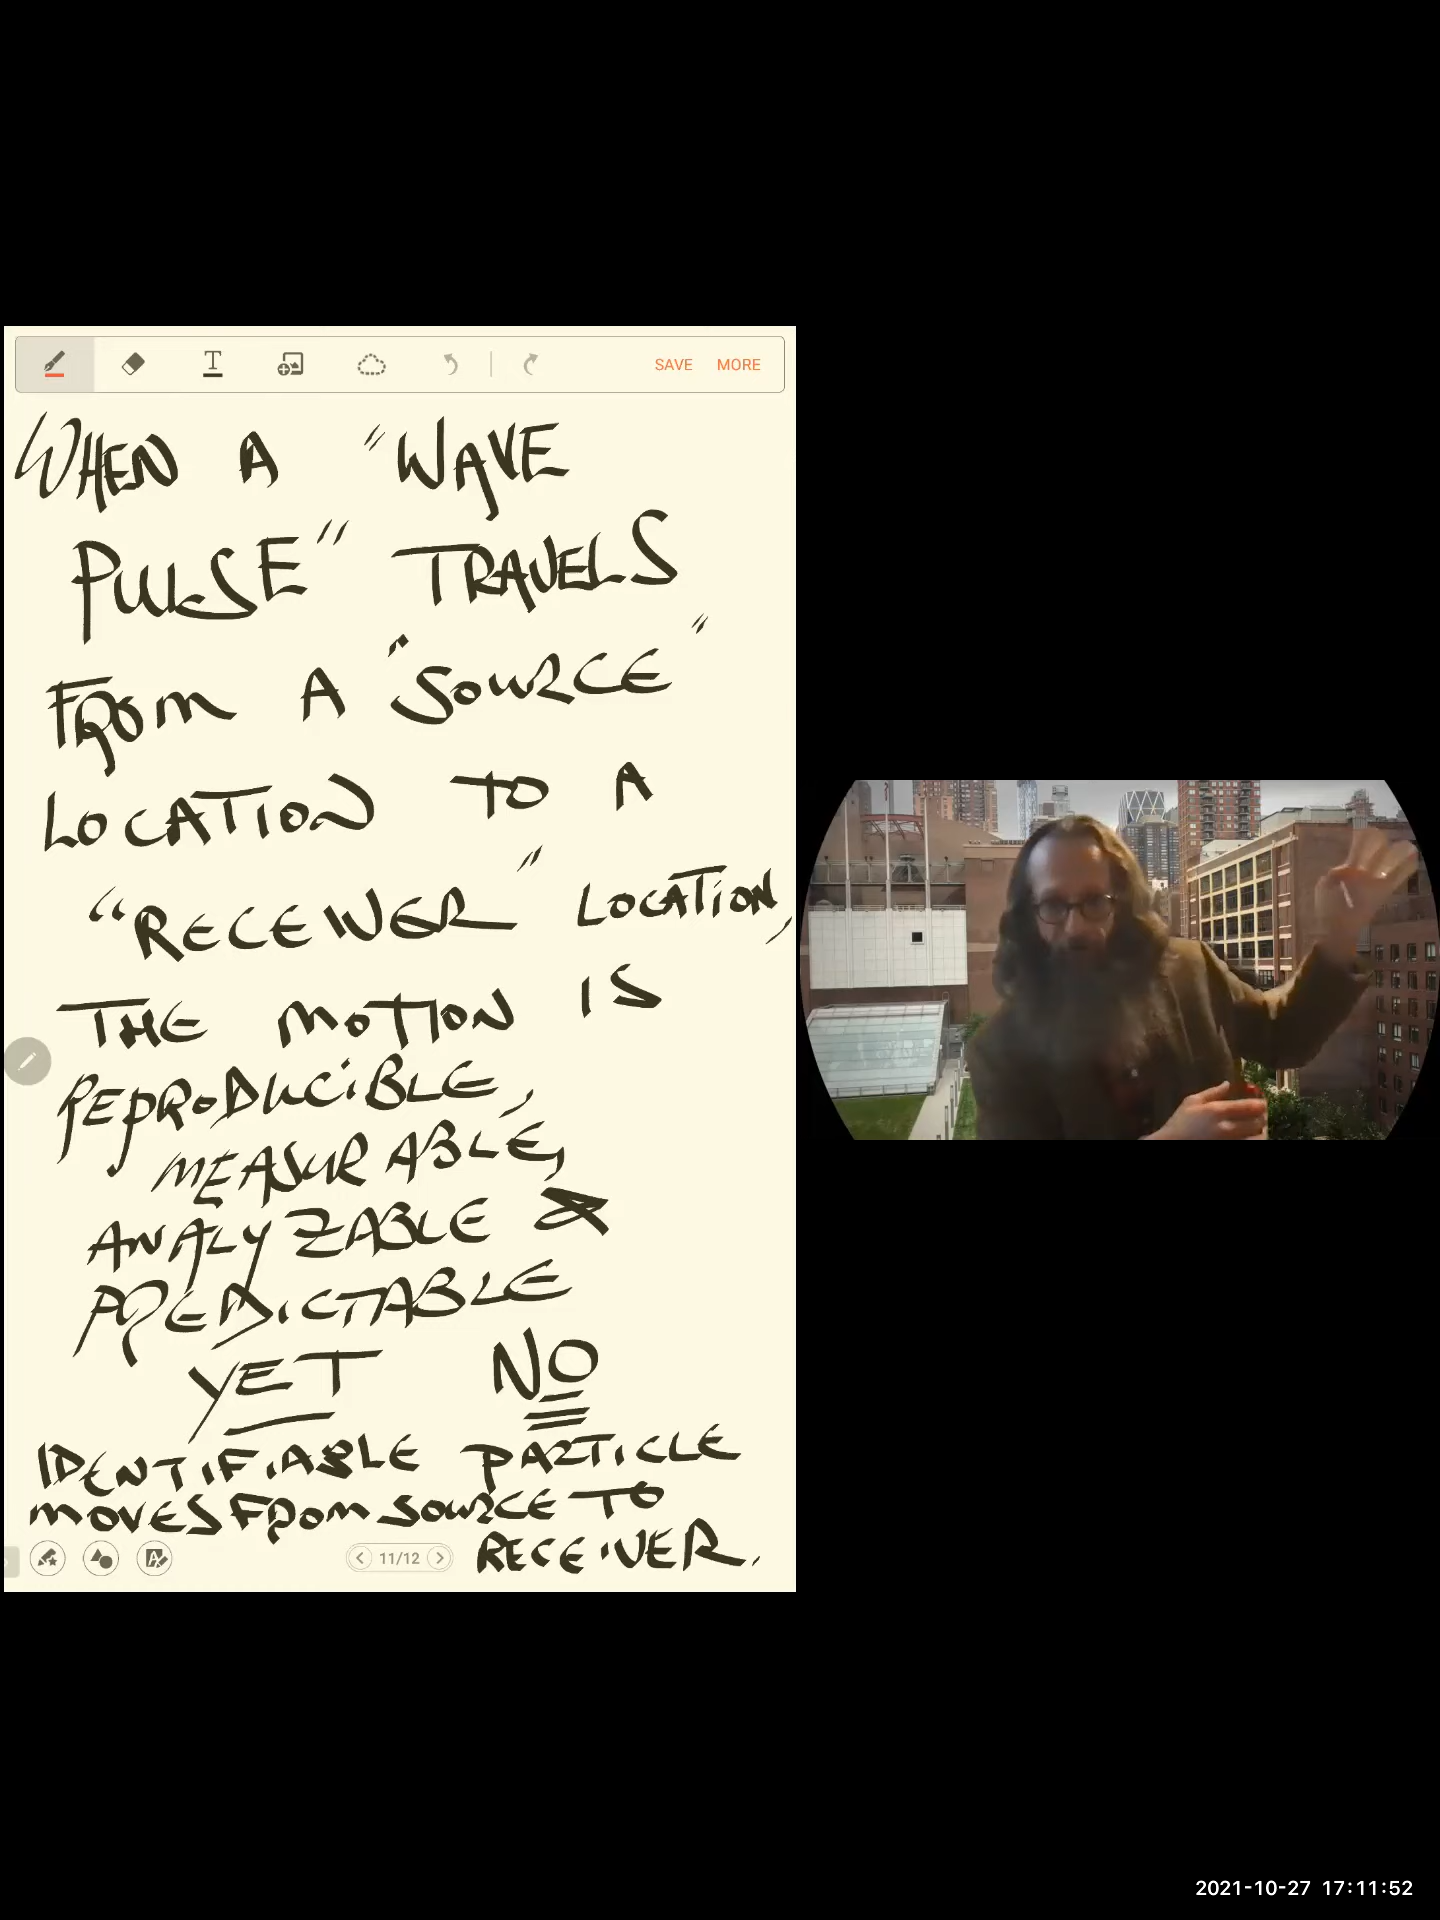 SAVE MORE
WHEN A "WAVE
PULSE" TRAVELS
FROM A "SOURCE"
LOCATION TO A
"RECEIVER" LOCATION,
THE MOTION IS
REPRODUCIBLE,
MEASURABLE,
ANALYZABLE &
PREDICTABLE
YET NO
IDENTIFIABLE PARTICLE
MOVES FROM SOURCE TO
RECEIVER.
11/12
2021-10-27 17:11:52